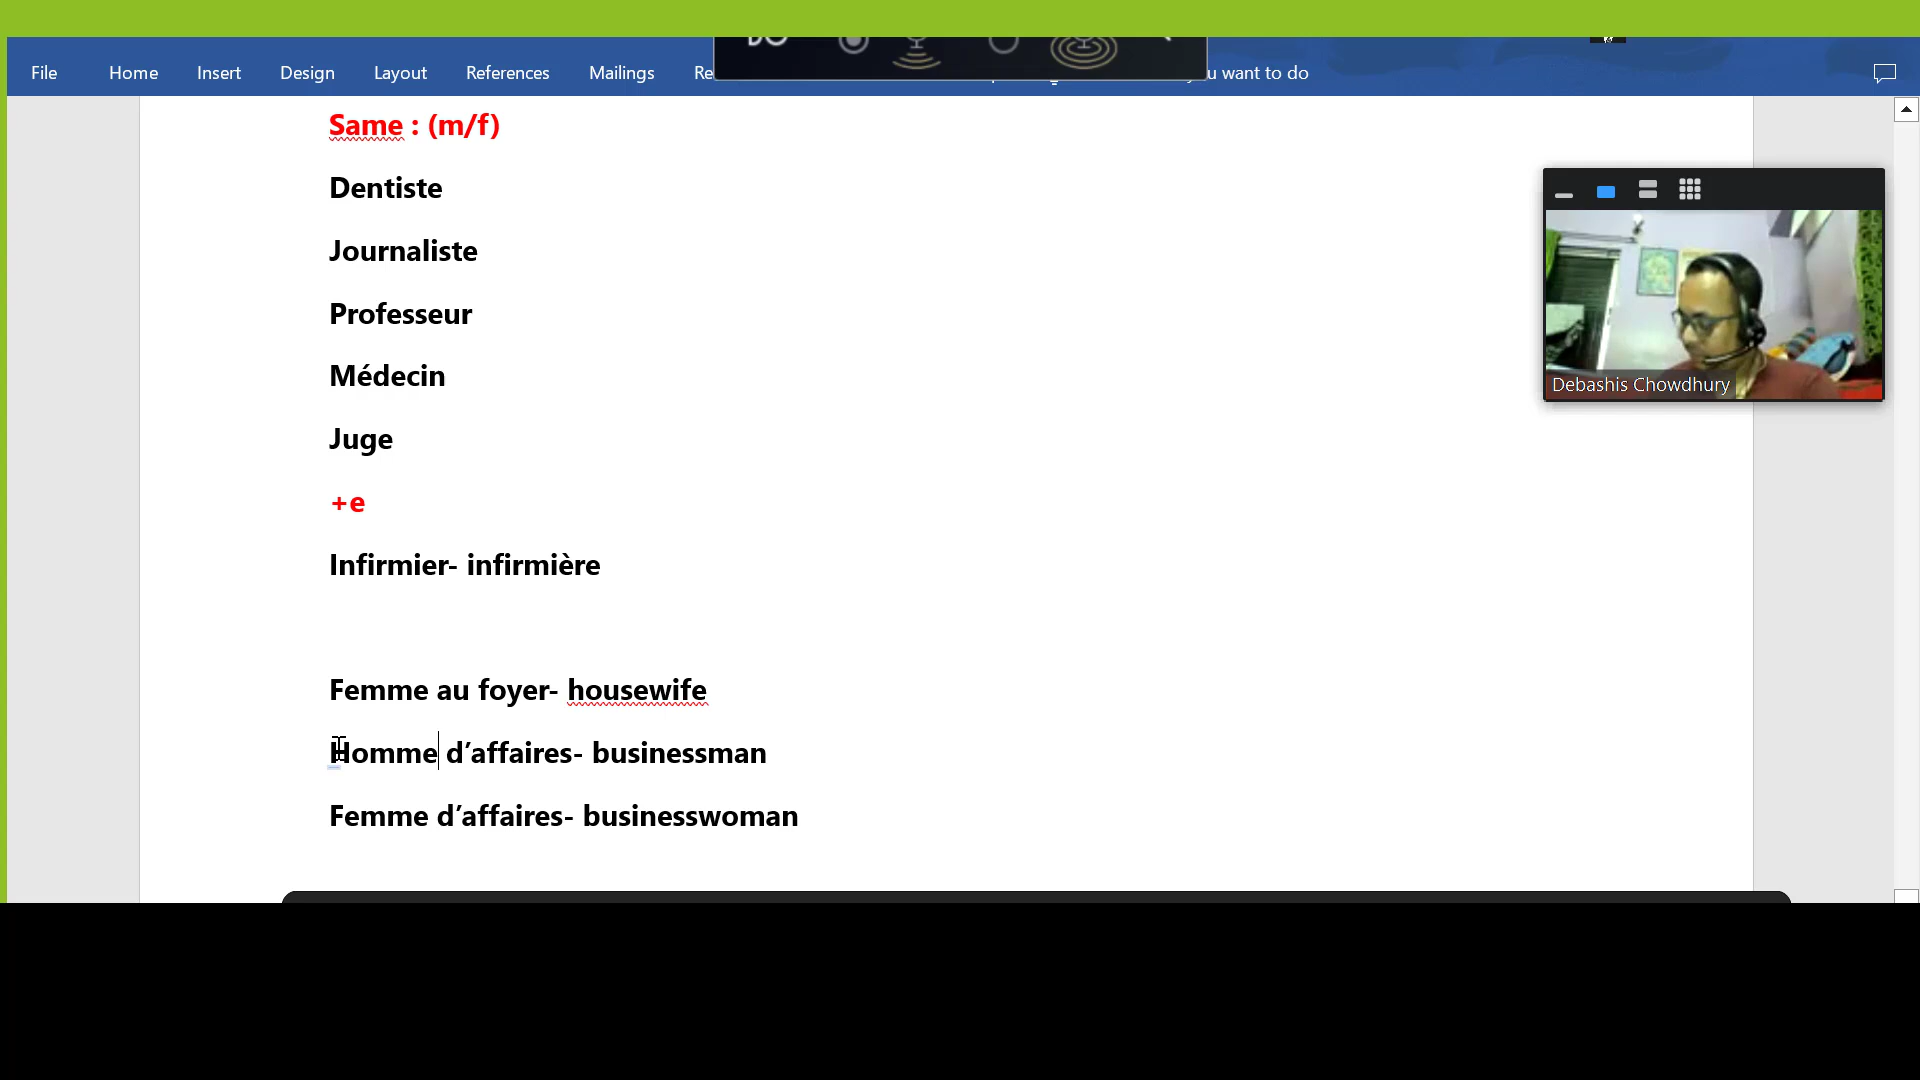 File Home Insert Design Layout References Mailings Re u want to do
Same : (m/f)
Dentiste
Journaliste
Professeur
Médecin
Juge
+e
Infirmier- infirmière
Femme au foyer- housewife
Homme d’affaires- businessman
Femme d’affaires- businesswoman
Debashis Chowdhury